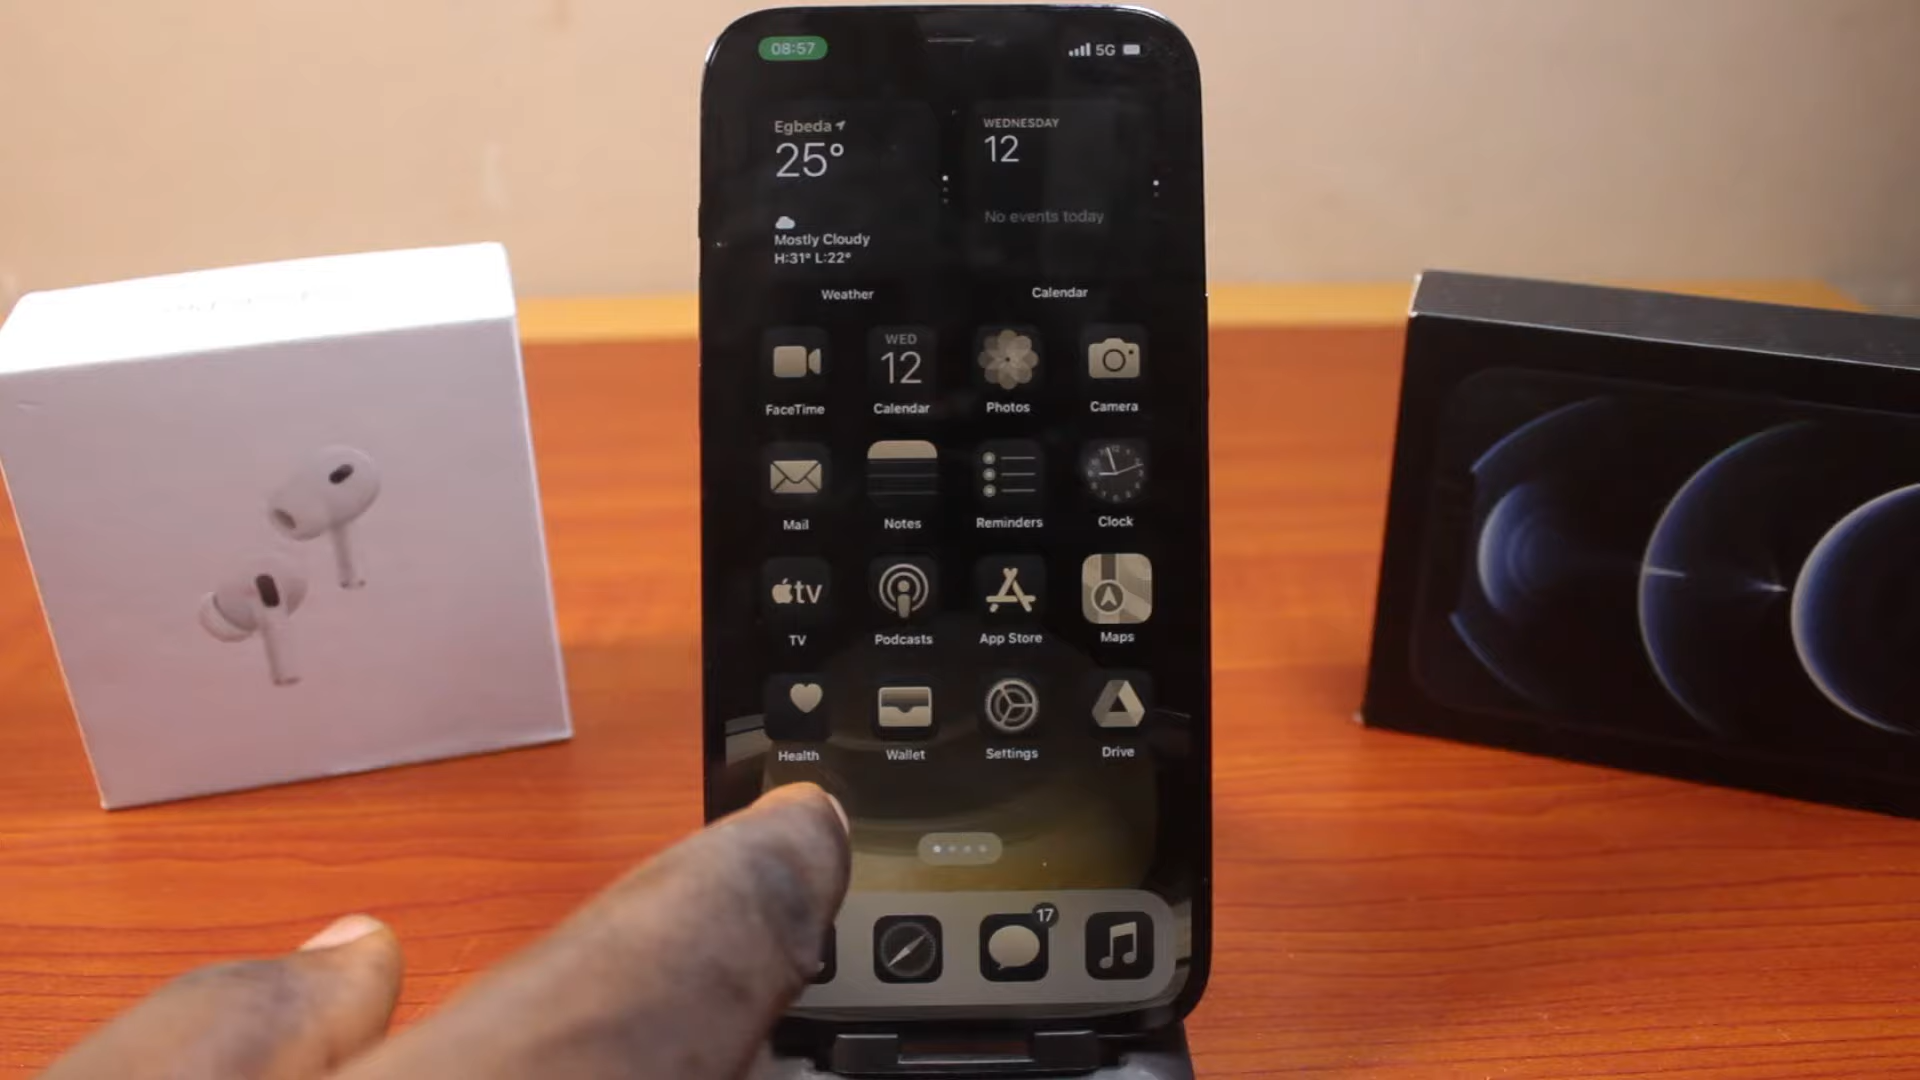 08:57
5G
Egbeda
25°
Mostly Cloudy
H:31° L:22°
Weather
WEDNESDAY
12
No events today
Calendar
WED
12
FaceTime
Calendar
Photos
Camera
Mail
Notes
Reminders
Clock
tv
TV
Podcasts
App Store
Maps
Health
Wallet
Settings
Drive
17